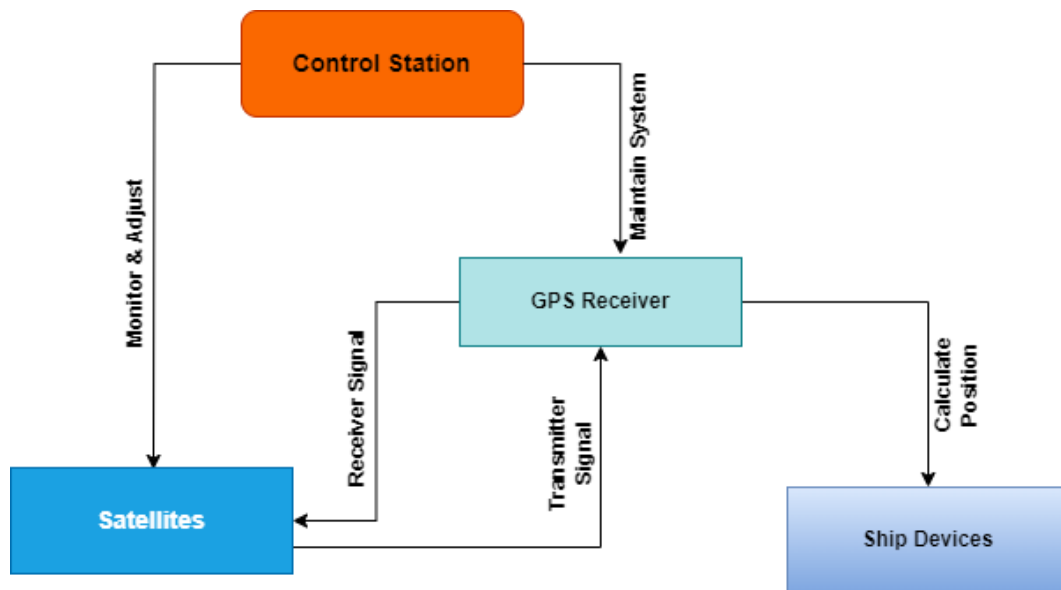 Control Station
Monitor & Adjust
Maintain System
GPS Receiver
Receiver Signal
Transmitter
Signal
Calculate
Position
Satellites
Ship Devices